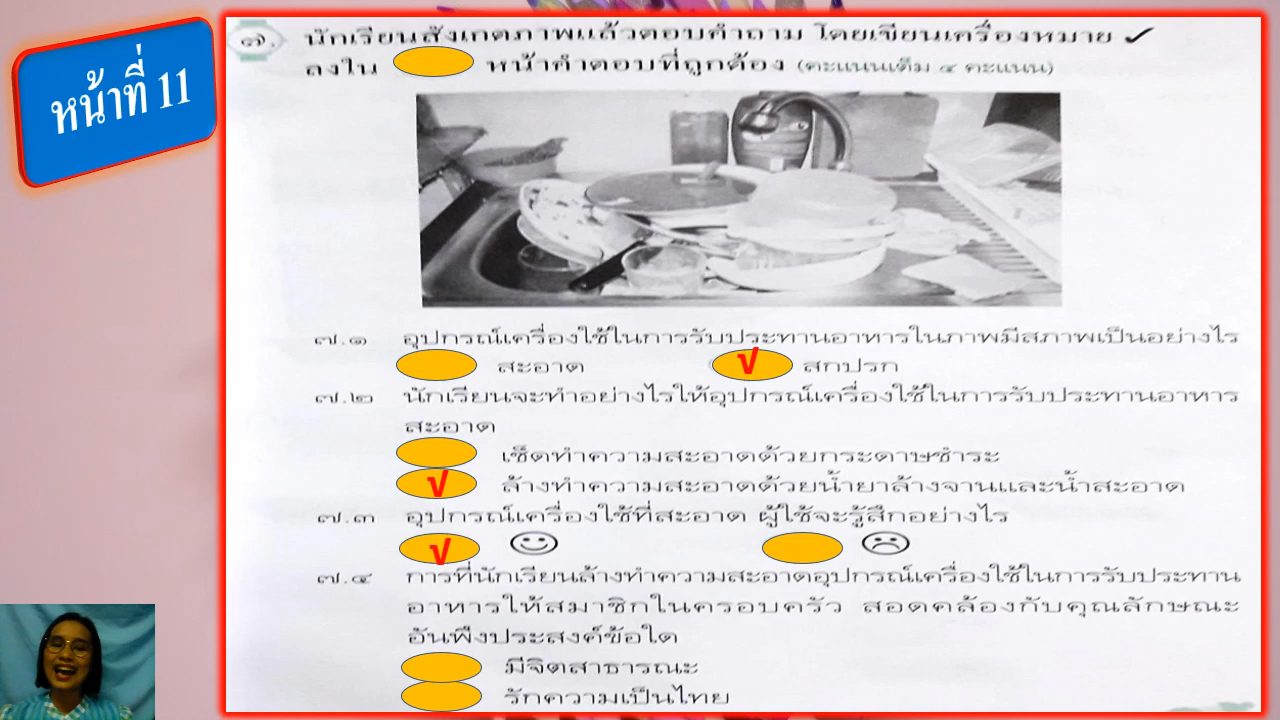 หน้าที่ 11
๗. นักเรียนสังเกตภาพแล้วตอบคำถาม โดยเขียนเครื่องหมาย ✓
ลงใน หน้าคำตอบที่ถูกต้อง (คะแนนเต็ม ๔ คะแนน)
๗.๑ อุปกรณ์เครื่องใช้ในการรับประทานอาหารในภาพมีสภาพเป็นอย่างไร
สะอาด √ สกปรก
๗.๒ นักเรียนจะทำอย่างไรให้อุปกรณ์เครื่องใช้ในการรับประทานอาหาร
สะอาด
เช็ดทำความสะอาดด้วยกระดาษชำระ
√ ล้างทำความสะอาดด้วยน้ำยาล้างจานและน้ำสะอาด
๗.๓ อุปกรณ์เครื่องใช้ที่สะอาด ผู้ใช้จะรู้สึกอย่างไร
√
๗.๔ การที่นักเรียนล้างทำความสะอาดอุปกรณ์เครื่องใช้ในการรับประทาน
อาหารให้สมาชิกในครอบครัว สอดคล้องกับคุณลักษณะ
อันพึงประสงค์ข้อใด
มีจิตสาธารณะ
รักความเป็นไทย